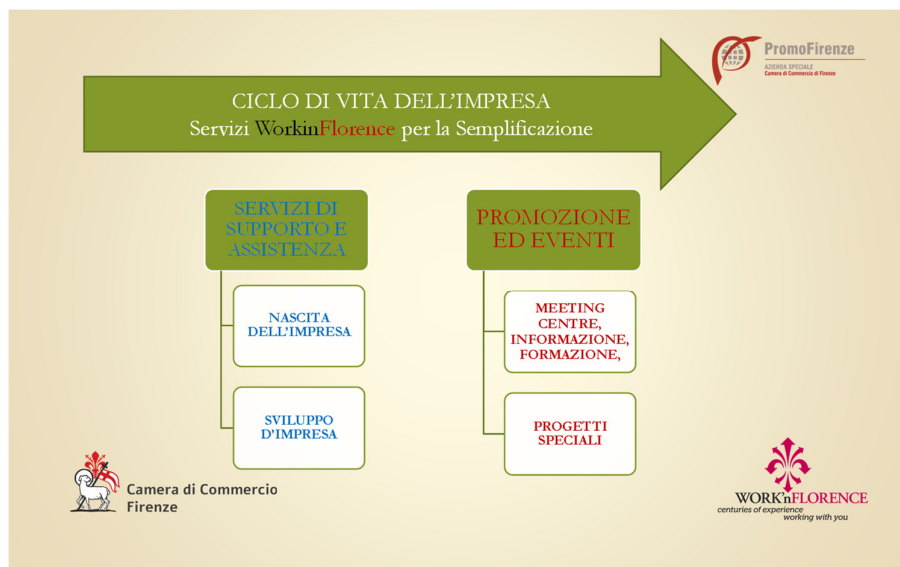 PromoFirenze
AZIENDA SPECIALE
Camera di Commercio di Firenze
CICLO DI VITA DELL’IMPRESA
Servizi WorkinFlorence per la Semplificazione
SERVIZI DI
SUPPORTO E
ASSISTENZA
NASCITA
DELL’IMPRESA
SVILUPPO
D’IMPRESA
PROMOZIONE
ED EVENTI
MEETING
CENTRE,
INFORMAZIONE,
FORMAZIONE,
PROGETTI
SPECIALI
Camera di Commercio
Firenze
WORK'nFLORENCE
centuries of experience
working with you